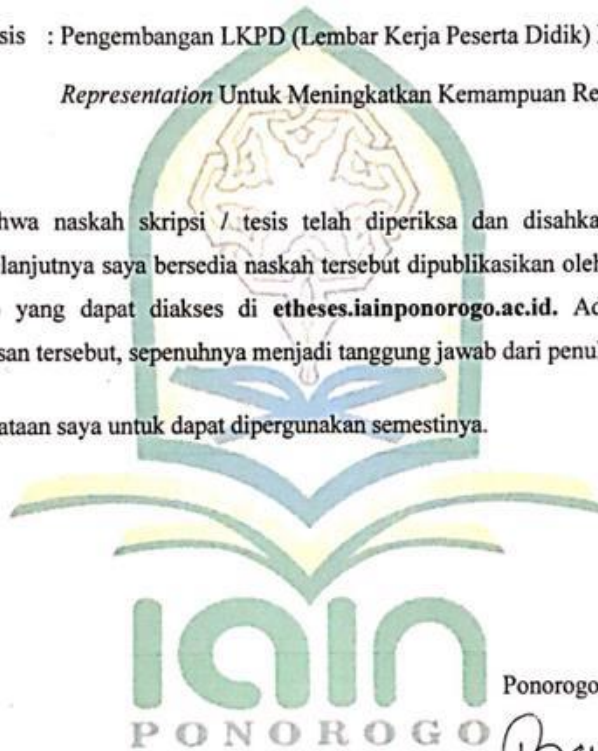 sis : Pengembangan LKPD (Lembar Kerja Peserta Didik)
Representation Untuk Meningkatkan Kemampuan Re
hwa naskah skripsi / tesis telah diperiksa dan disahka
lanjutnya saya bersedia naskah tersebut dipublikasikan oleh
yang dapat diakses di etheses.iainponorogo.ac.id. Ad
san tersebut, sepenuhnya menjadi tanggung jawab dari penul
ataan saya untuk dapat dipergunakan semestinya.
iain
PONOROGO
Ponorogo